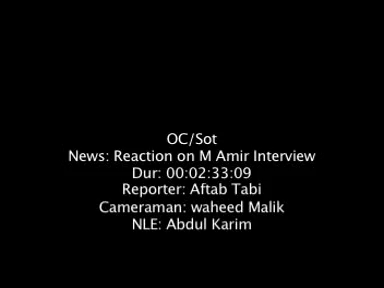 OC/Sot
News: Reaction on M Amir Interview
Dur: 00:02:33:09
Reporter: Aftab Tabi
Cameraman: waheed Malik
NLE: Abdul Karim